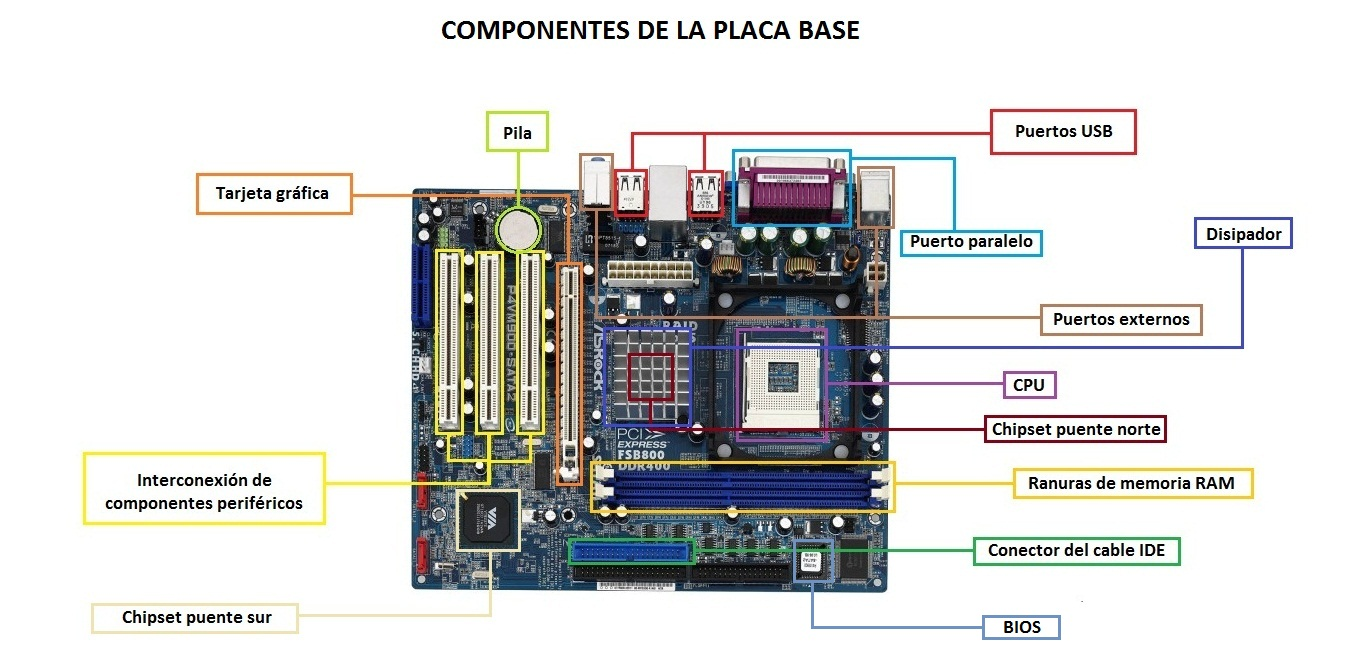 COMPONENTES DE LA PLACA BASE
Pila
Puertos USB
Tarjeta gráfica
Puerto paralelo
Disipador
Puertos externos
CPU
Chipset puente norte
Interconexión de
componentes periféricos
Ranuras de memoria RAM
Conector del cable IDE
Chipset puente sur
BIOS
P4VM900-SATA2
ASROCK
RAID
PCI
EXPRESS
FSB800
DDR400
VIA